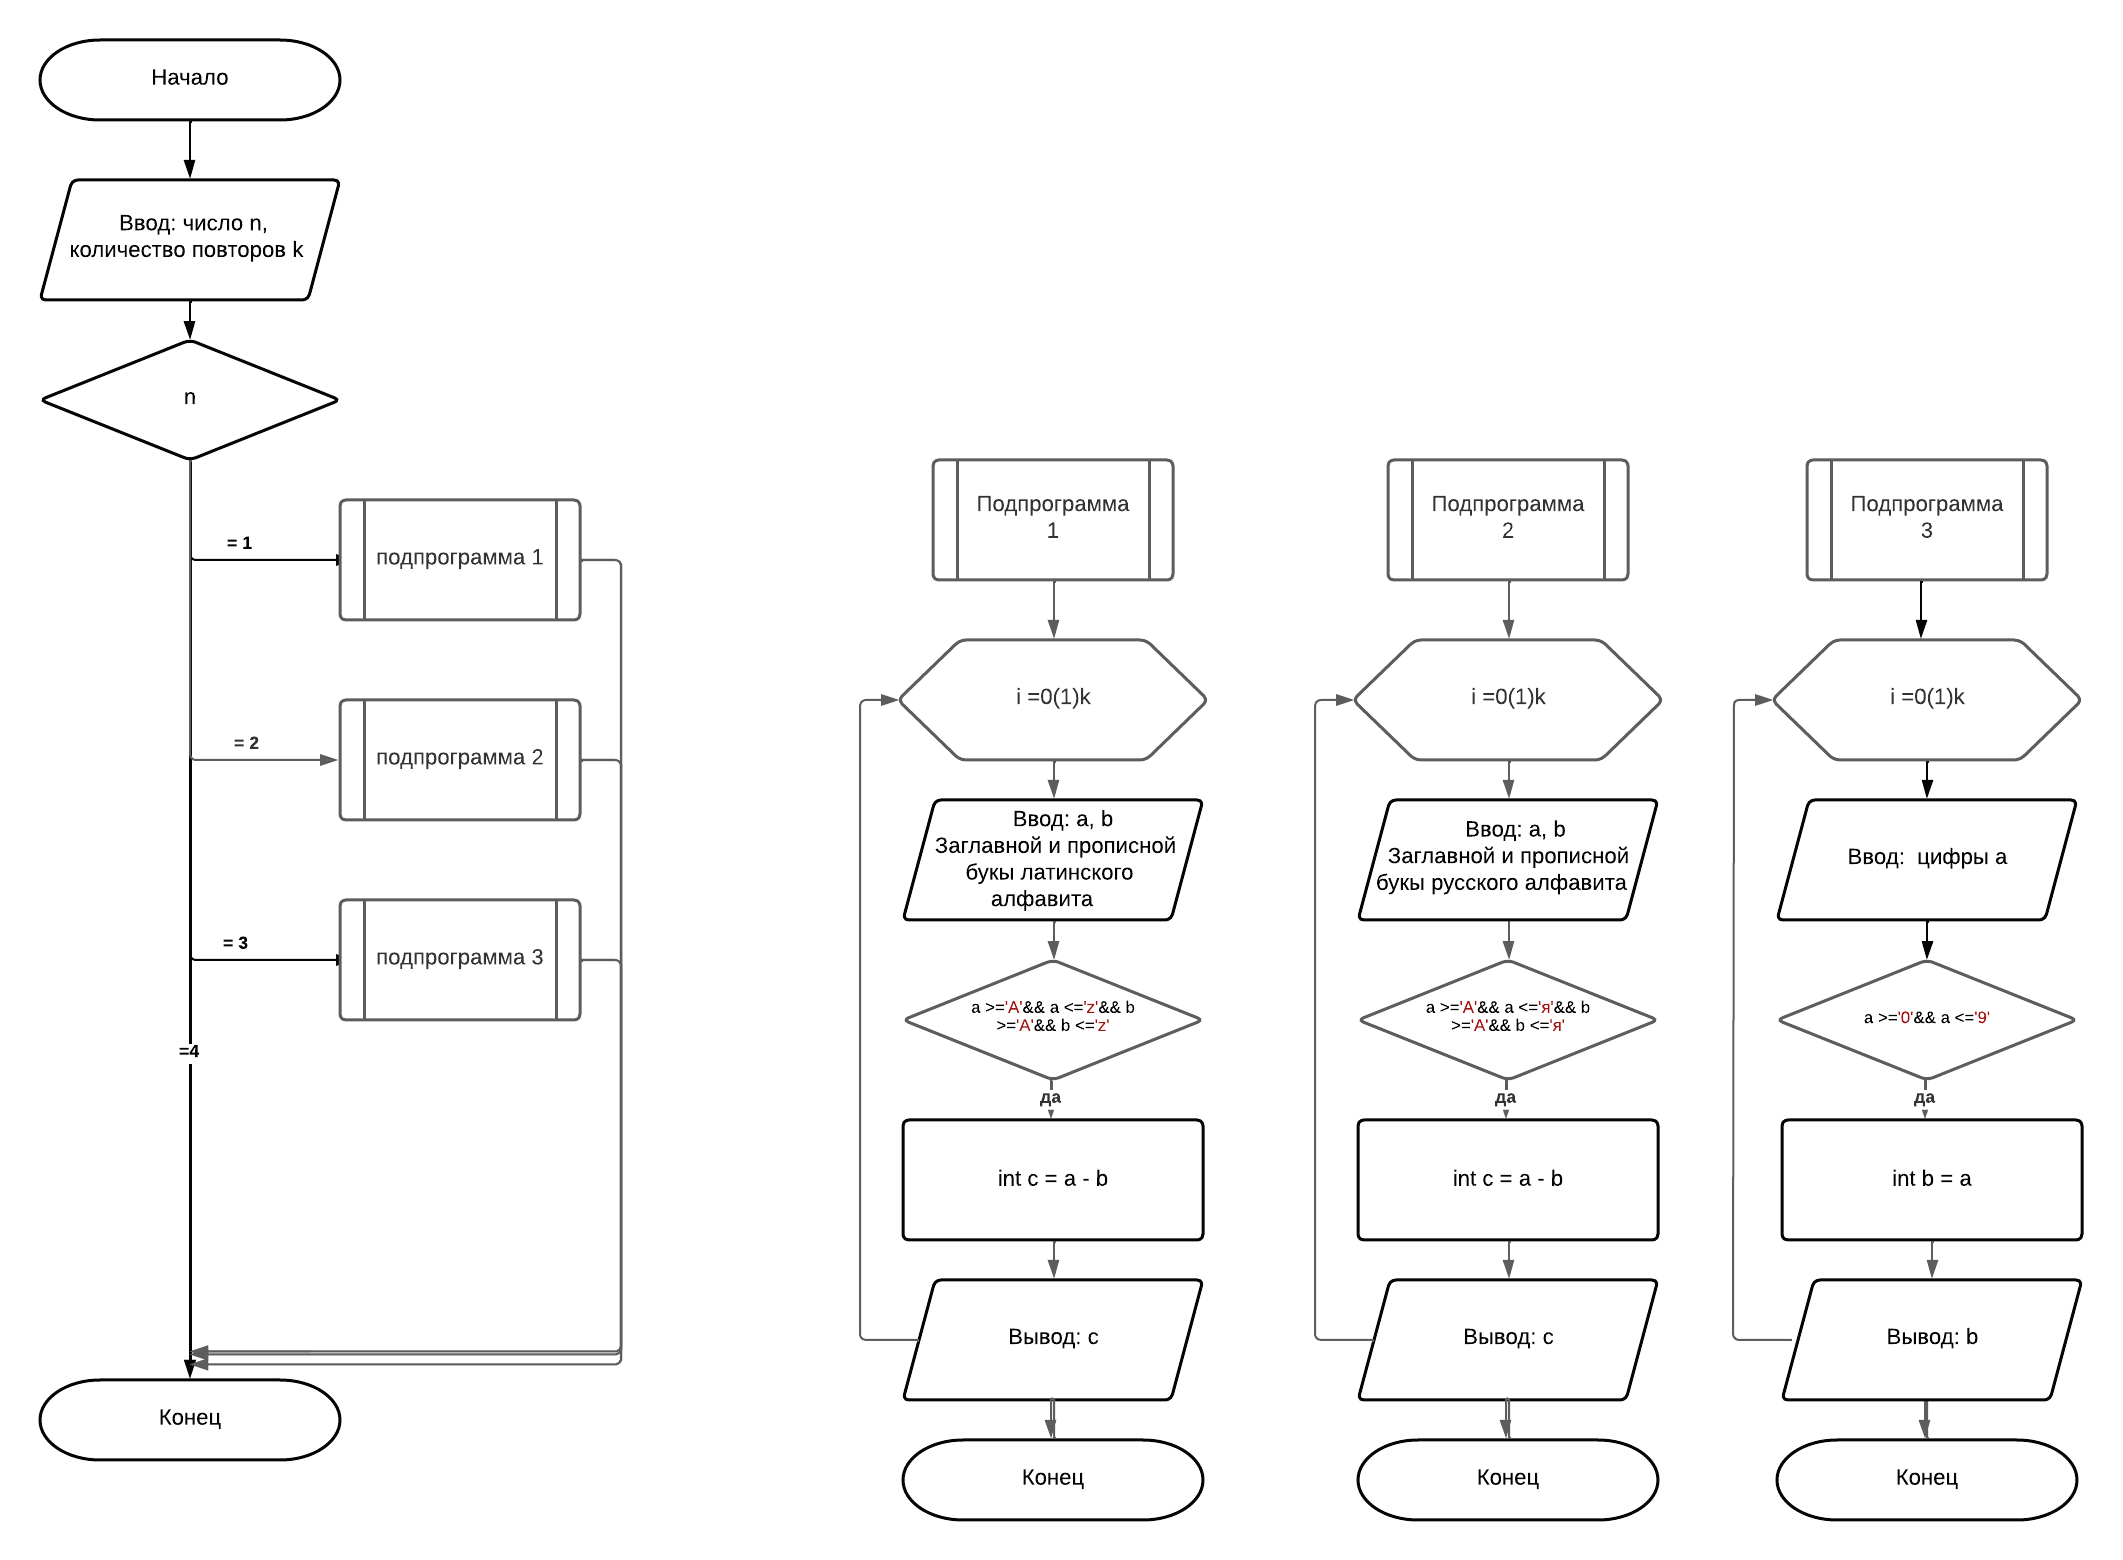 Начало
Ввод: число n,
количество повторов k
n
= 1
подпрограмма 1
= 2
подпрограмма 2
= 3
подпрограмма 3
=4
Конец
Подпрограмма
1
i =0(1)k
Ввод: a, b
Заглавной и прописной
букы латинского
алфавита
a >='A'&& a <='z'&& b
>='A'&& b <='z'
да
int c = a - b
Вывод: c
Конец
Подпрограмма
2
i =0(1)k
Ввод: a, b
Заглавной и прописной
букы русского алфавита
a >='А'&& a <='я'&& b
>='А'&& b <='я'
да
int c = a - b
Вывод: c
Конец
Подпрограмма
3
i =0(1)k
Ввод:  цифры a
a >='0'&& a <='9'
да
int b = a
Вывод: b
Конец